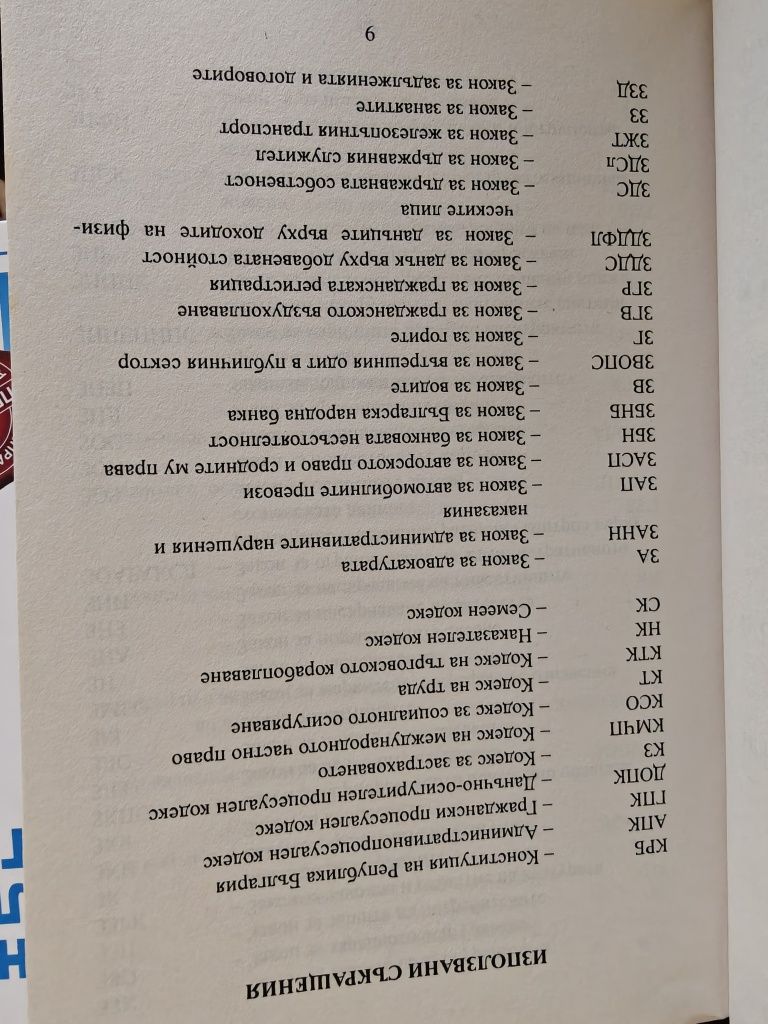 ИЗПОЛЗВАНИ СЪКРАЩЕНИЯ
КРБ – Конституция на Република България
АПК – Административнопроцесуален кодекс
ГПК – Граждански процесуален кодекс
ДОПК – Данъчно-осигурителен процесуален кодекс
КЗ – Кодекс за застраховането
КМЧП – Кодекс на международното частно право
КСО – Кодекс за социалното осигуряване
КТ – Кодекс на труда
КТК – Кодекс на търговското корабоплаване
НК – Наказателен кодекс
СК – Семеен кодекс
ЗА – Закон за адвокатурата
ЗАНН – Закон за административните нарушения и
наказания
ЗАП – Закон за автомобилните превози
ЗАСП – Закон за авторското право и сродните му права
ЗБН – Закон за банковата несъстоятелност
ЗБНБ – Закон за Българска народна банка
ЗВ – Закон за водите
ЗВОПС – Закон за вътрешния одит в публичния сектор
ЗГ – Закон за горите
ЗГВ – Закон за гражданското въздухоплаване
ЗГР – Закон за гражданската регистрация
ЗДДС – Закон за данък върху добавената стойност
ЗДДФЛ – Закон за данъците върху доходите на физи-
ческите лица
ЗДС – Закон за държавната собственост
ЗДСл – Закон за държавния служител
ЗЖТ – Закон за железопътния транспорт
ЗЗ – Закон за занаятите
ЗЗД – Закон за задълженията и договорите
9